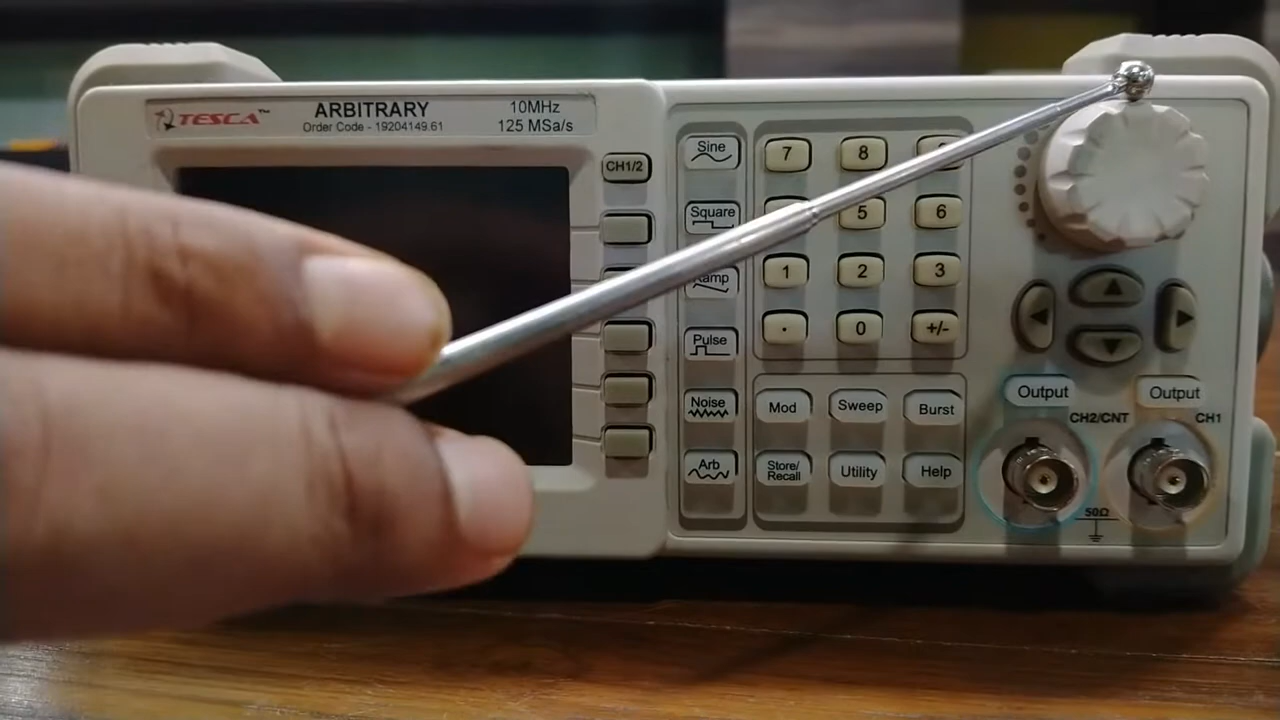 TESCA™
ARBITRARY
Order Code - 19204149.61
10MHz
125 MSa/s
CH1/2
Sine
Square
Pulse
Noise
Arb
7
8
5
6
1
2
3
.
0
+/-
Mod
Sweep
Burst
Store/
Recall
Utility
Help
Output
CH2/CNT
Output
CH1
50Ω